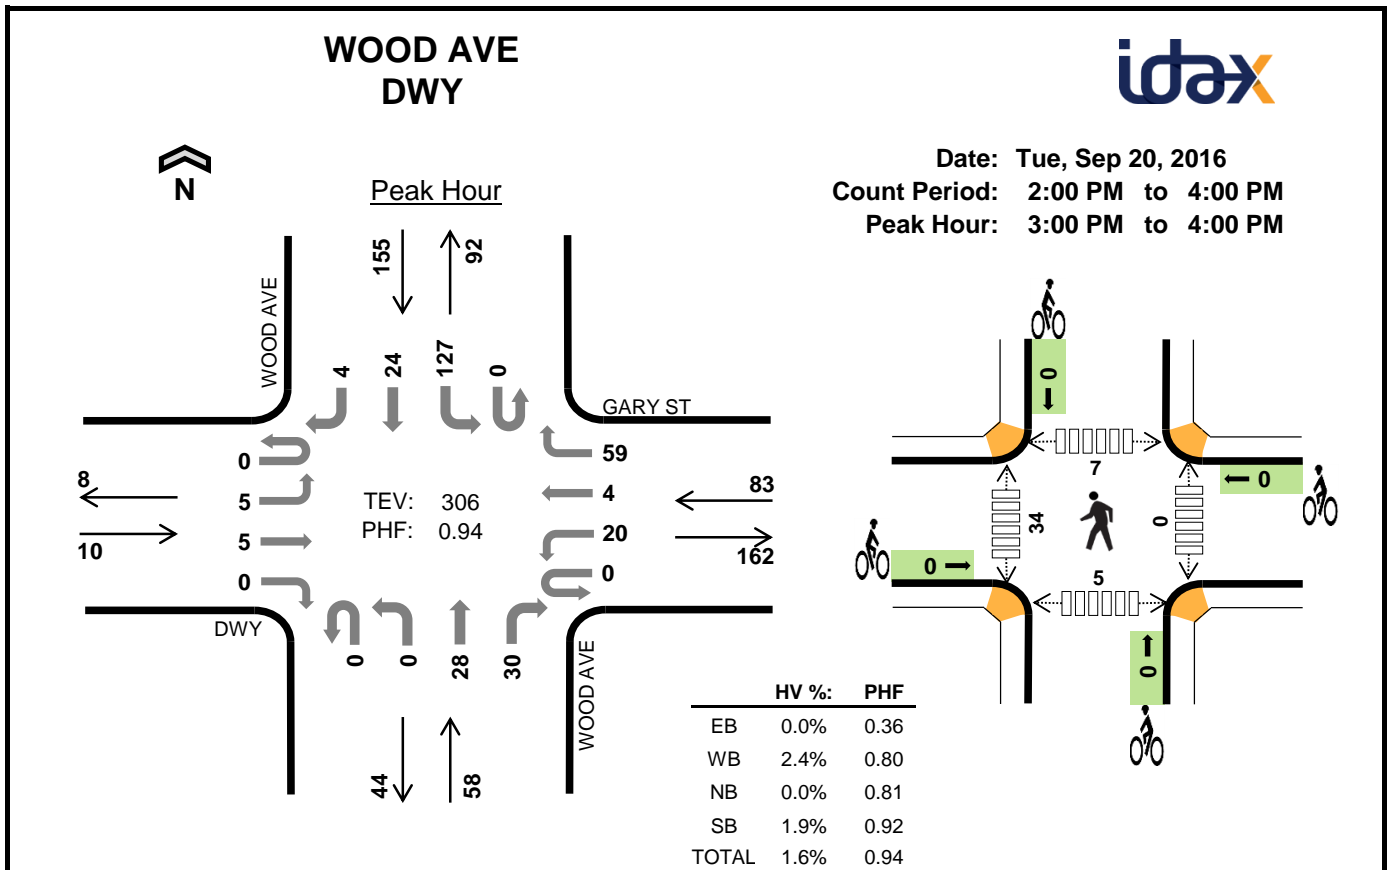 WOOD AVE
DWY
idax
N
Peak Hour
Date: Tue, Sep 20, 2016
Count Period: 2:00 PM to 4:00 PM
Peak Hour: 3:00 PM to 4:00 PM
155
92
WOOD AVE
4
24
127
0
GARY ST
0
5
5
0
8
10
TEV: 306
PHF: 0.94
59
4
20
0
83
162
DWY
0
0
28
30
WOOD AVE
44
58
0
7
0
34
0
0
5
0
HV %: PHF
EB 0.0% 0.36
WB 2.4% 0.80
NB 0.0% 0.81
SB 1.9% 0.92
TOTAL 1.6% 0.94